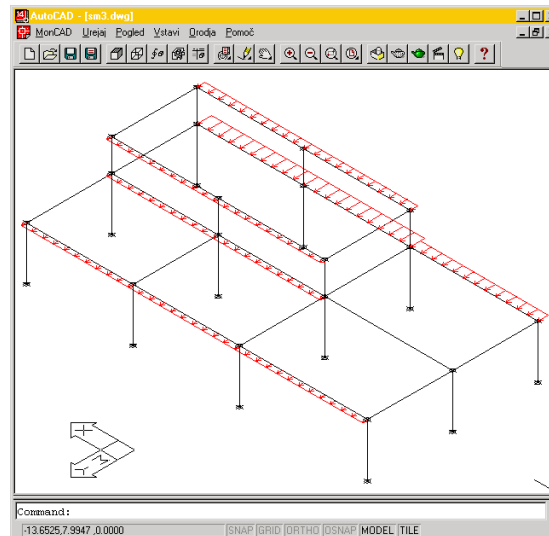 AutoCAD - [sm3.dwg]
MonCAD Urejaj Pogled Vstavi Orodja Pomoč
Command:
-13.6525,7.9947 ,0.0000 SNAP GRID ORTHO OSNAP MODEL TILE